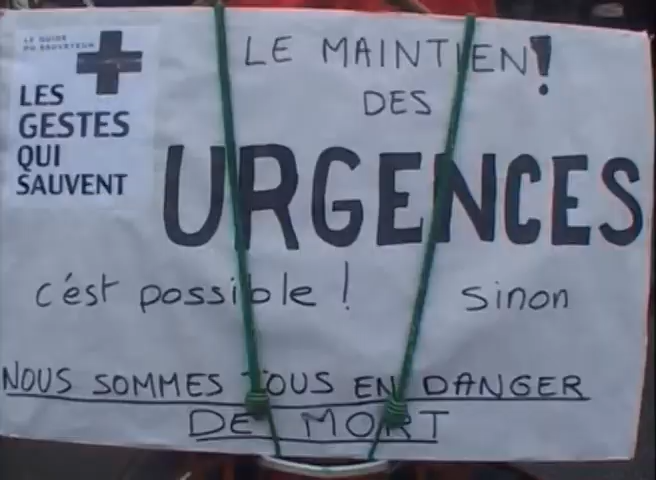 LE GUIDE
DU SAUVETEUR
LES
GESTES
QUI
SAUVENT
LE MAINTIEN!
DES
URGENCES
c'est possible ! sinon
NOUS SOMMES TOUS EN DANGER
DE MORT